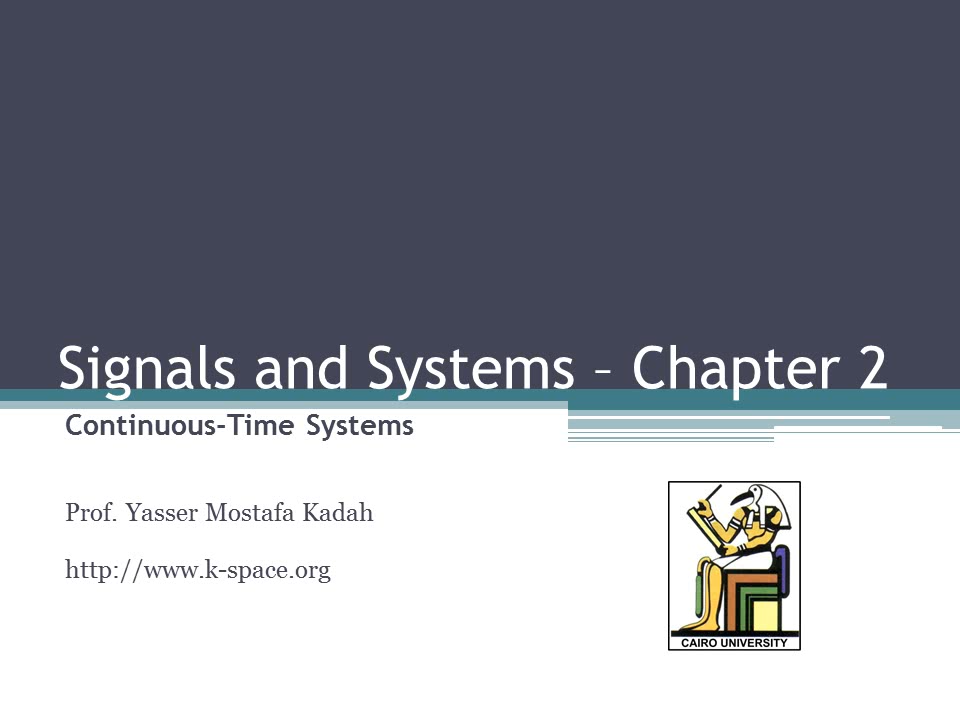 Signals and Systems – Chapter 2
Continuous-Time Systems
Prof. Yasser Mostafa Kadah
http://www.k-space.org
CAIRO UNIVERSITY